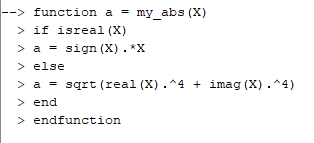 --> function a = my_abs(X)
> if isreal(X)
> a = sign(X).*X
> else
> a = sqrt(real(X).^4 + imag(X).^4)
> end
> endfunction